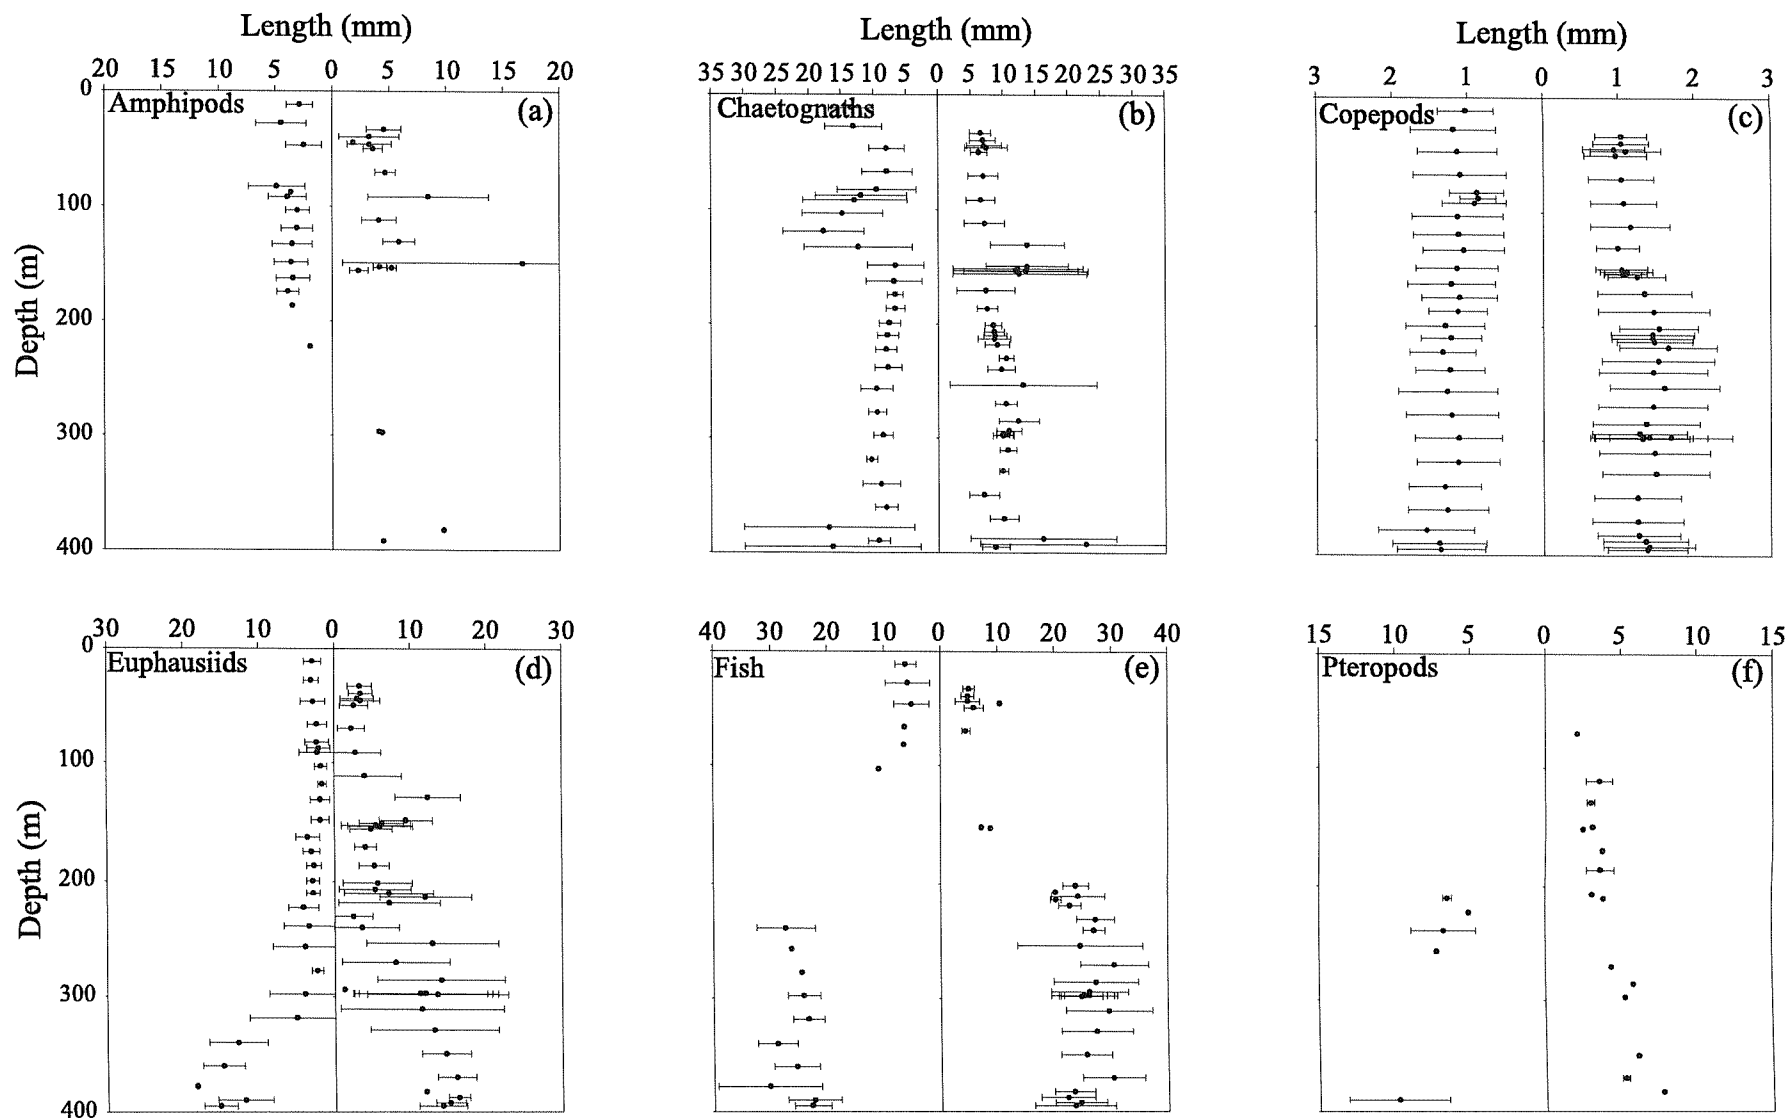 Length (mm) Length (mm) Length (mm)
20 15 10 5 0 5 10 15 20 35 30 25 20 15 10 5 0 5 10 15 20 25 30 35 3 2 1 0 1 2 3
0
Amphipods (a) Chaetognaths (b) Copepods (c)
100
200
300
400
Depth (m)
30 20 10 0 10 20 30 40 30 20 10 0 10 20 30 40 15 10 5 0 5 10 15
0
Euphausiids (d) Fish (e) Pteropods (f)
100
200
300
400
Depth (m)